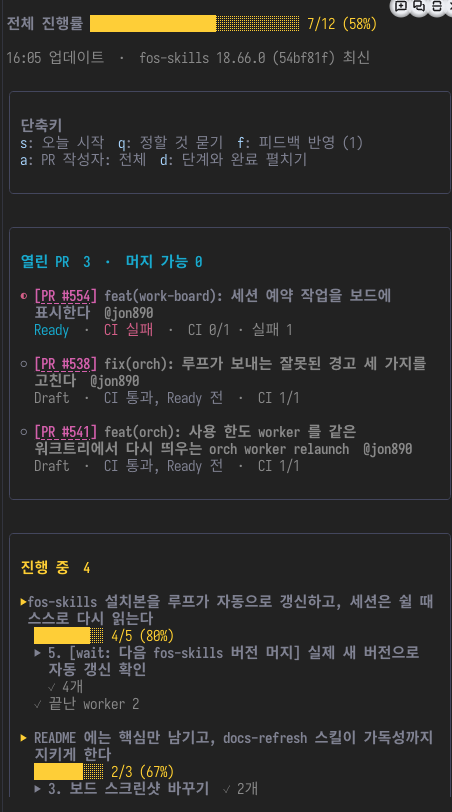 전체 진행률 7/12 (58%)
16:05 업데이트 · fos-skills 18.66.0 (54bf81f) 최신
단축키
s: 오늘 시작 q: 정할 것 묻기 f: 피드백 반영 (1)
a: PR 작성자: 전체 d: 단계와 완료 펼치기
열린 PR 3 · 머지 가능 0
◐ [PR #554] feat(work-board): 세션 예약 작업을 보드에
표시한다 @jon890
Ready · CI 실패 · CI 0/1 · 실패 1
○ [PR #538] fix(orch): 루프가 보내는 잘못된 경고 세 가지를
고친다 @jon890
Draft · CI 통과, Ready 전 · CI 1/1
○ [PR #541] feat(orch): 사용 한도 worker 를 같은
워크트리에서 다시 띄우는 orch worker relaunch @jon890
Draft · CI 통과, Ready 전 · CI 1/1
진행 중 4
▶fos-skills 설치본을 루프가 자동으로 갱신하고, 세션은 쉴 때
스스로 다시 읽는다
4/5 (80%)
▶ 5. [wait: 다음 fos-skills 버전 머지] 실제 새 버전으로
자동 갱신 확인
✓ 4개
✓ 끝난 worker 2
▶ README 에는 핵심만 남기고, docs-refresh 스킬이 가독성까지
지키게 한다
2/3 (67%)
▶ 3. 보드 스크린샷 바꾸기 ✓ 2개